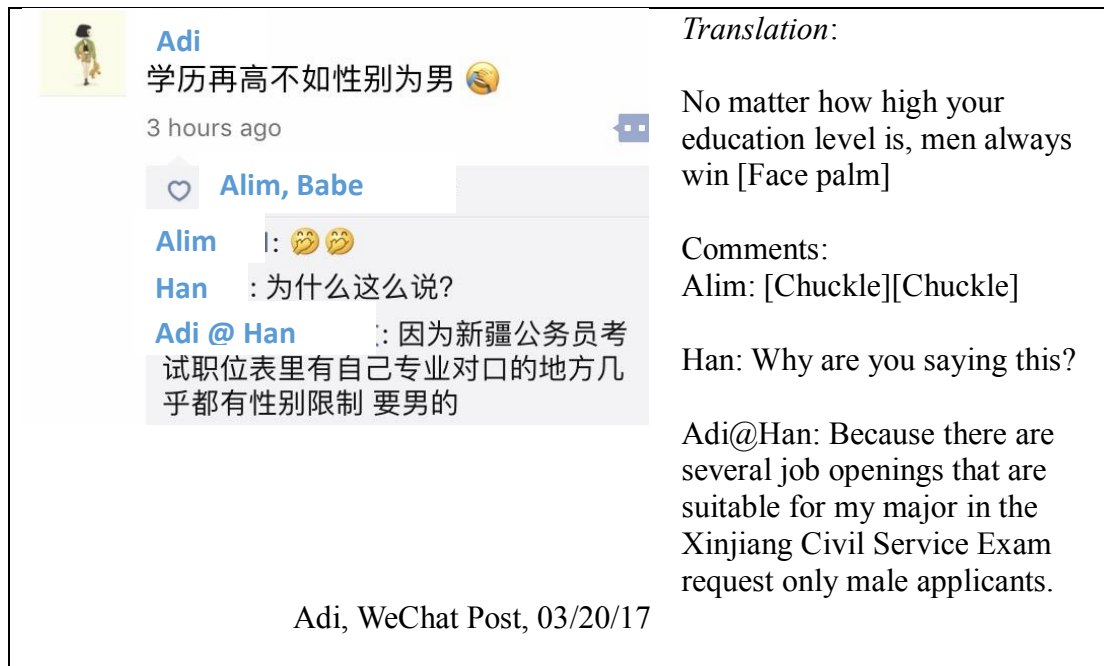 Adi
学历再高不如性别为男
3 hours ago
Alim, Babe
Alim :
Han : 为什么这么说?
Adi @ Han : 因为新疆公务员考
试职位表里有自己专业对口的地方几
乎都有性别限制 要男的
Adi, WeChat Post, 03/20/17
Translation:
No matter how high your
education level is, men always
win [Face palm]
Comments:
Alim: [Chuckle][Chuckle]
Han: Why are you saying this?
Adi@Han: Because there are
several job openings that are
suitable for my major in the
Xinjiang Civil Service Exam
request only male applicants.